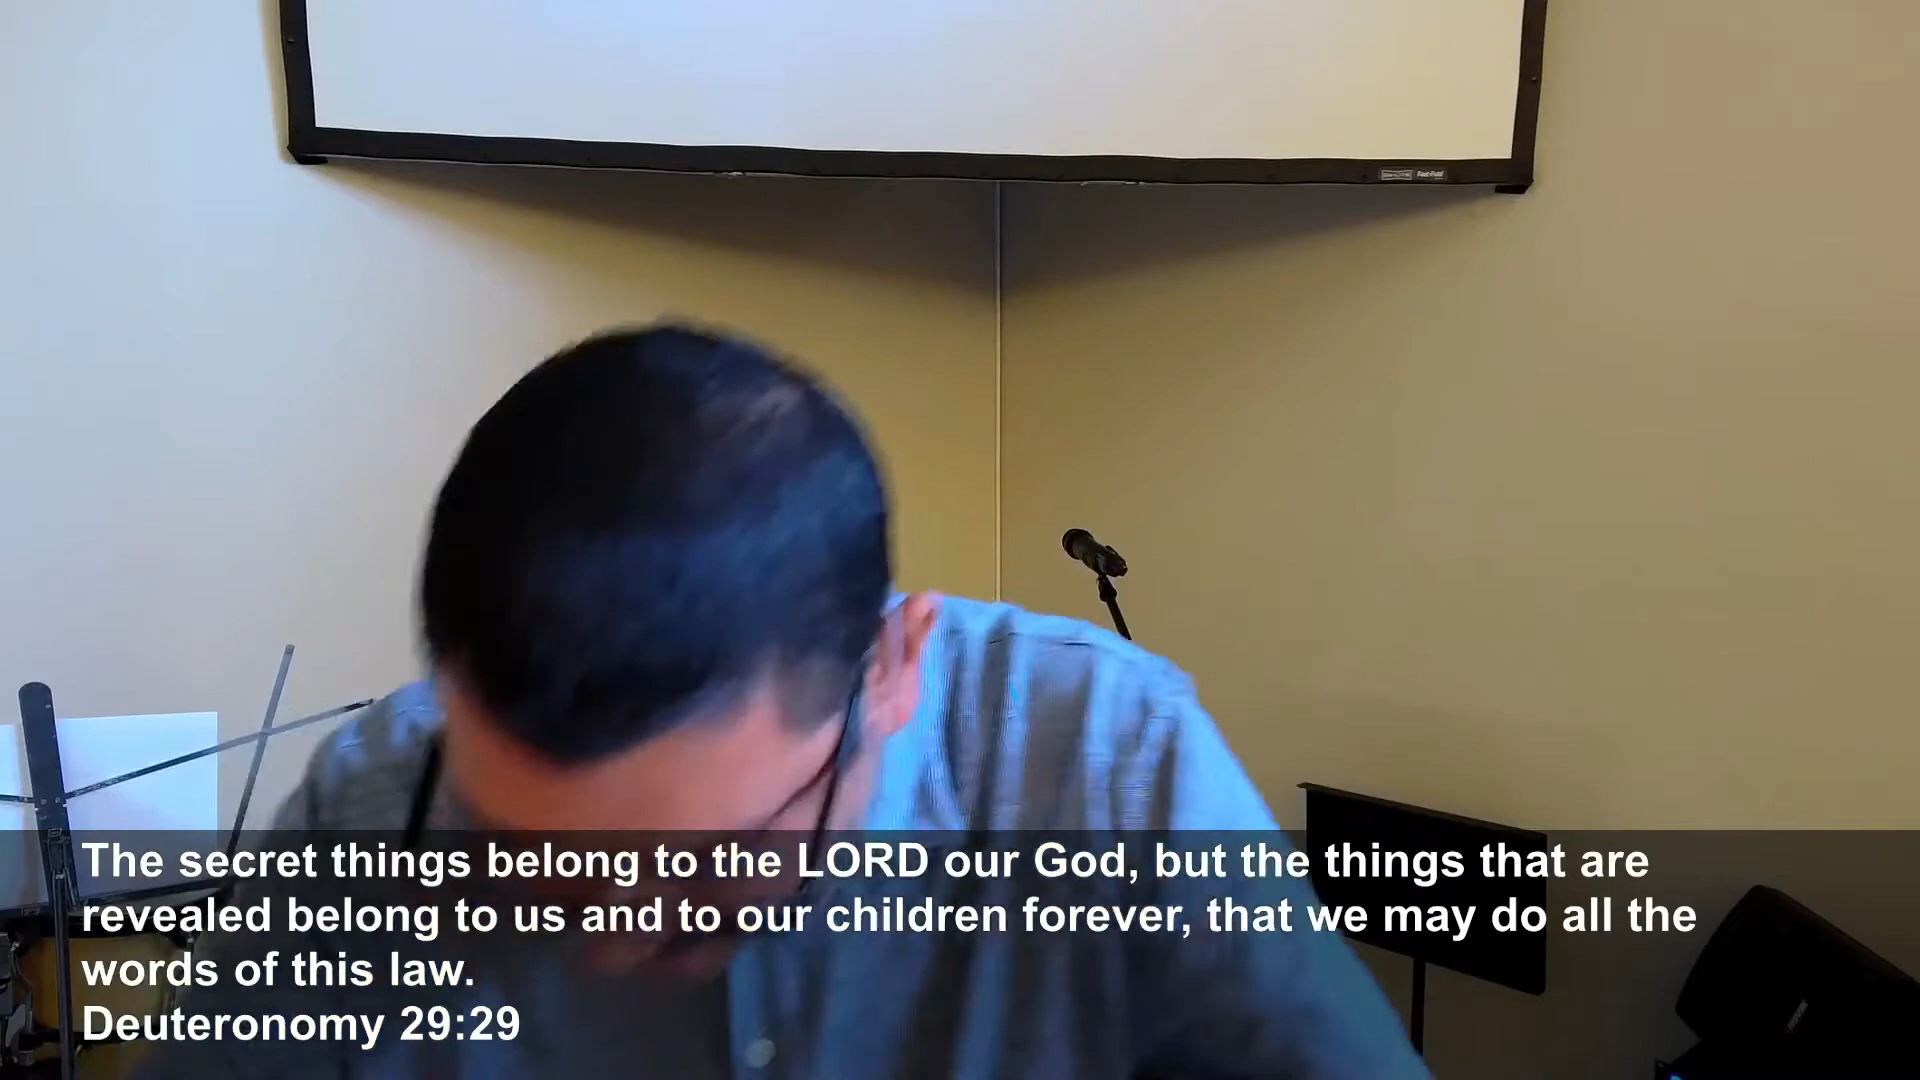 The secret things belong to the LORD our God, but the things that are
revealed belong to us and to our children forever, that we may do all the
words of this law.
Deuteronomy 29:29